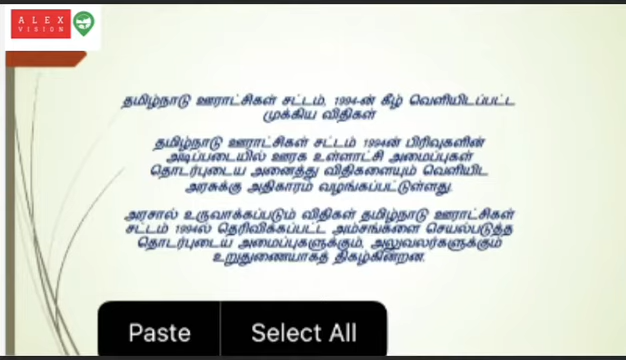 ALEX
VISION
தமிழ்நாடு ஊராட்சிகள் சட்டம், 1994-ன் கீழ் வெளியிடப்பட்ட
முக்கிய விதிகள்
தமிழ்நாடு ஊராட்சிகள் சட்டம் 1994ன் பிரிவுகளின்
அடிப்படையில் ஊரக உள்ளாட்சி அமைப்புகள்
தொடர்புடைய அனைத்து விதிகளையும் வெளியிட
அரசுக்கு அதிகாரம் வழங்கப்பட்டுள்ளது.
அரசால் உருவாக்கப்படும் விதிகள் தமிழ்நாடு ஊராட்சிகள்
சட்டம் 1994ல் தெரிவிக்கப்பட்ட அம்சங்களை செயல்படுத்த
தொடர்புடைய அமைப்புகளுக்கும், அலுவலர்களுக்கும்
உறுதுணையாகத் திகழ்கின்றன.
Paste
Select All